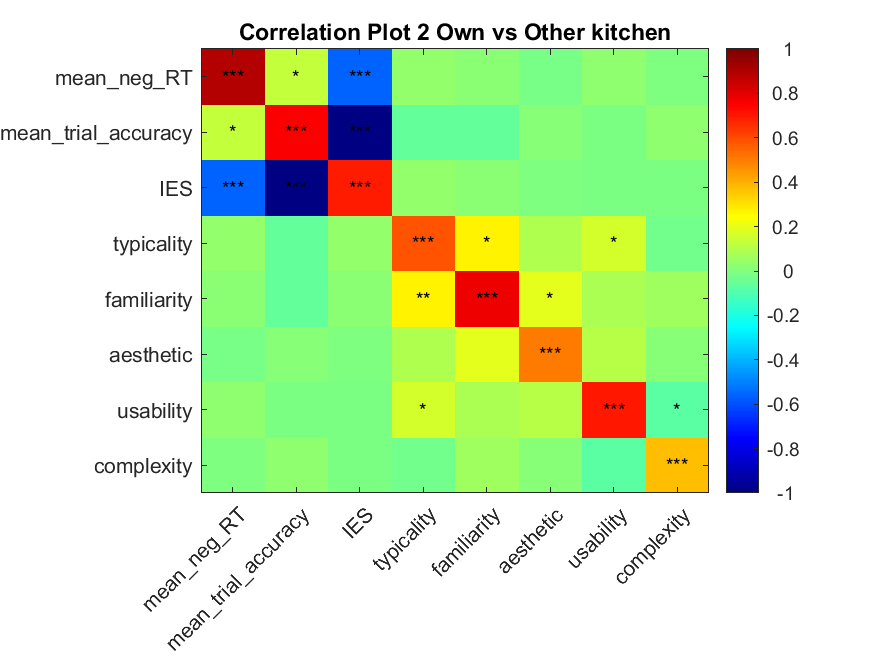 Correlation Plot 2 Own vs Other kitchen
mean_neg_RT *** * *** 1
mean_trial_accuracy * *** *** 0.8
IES *** *** *** 0.6
typicality *** * * 0.4
familiarity ** *** * 0.2
aesthetic *** 0
usability * *** * -0.2
complexity *** -0.4
-0.6
-0.8
-1
mean_neg_RT
mean_trial_accuracy
IES
typicality
familiarity
aesthetic
usability
complexity